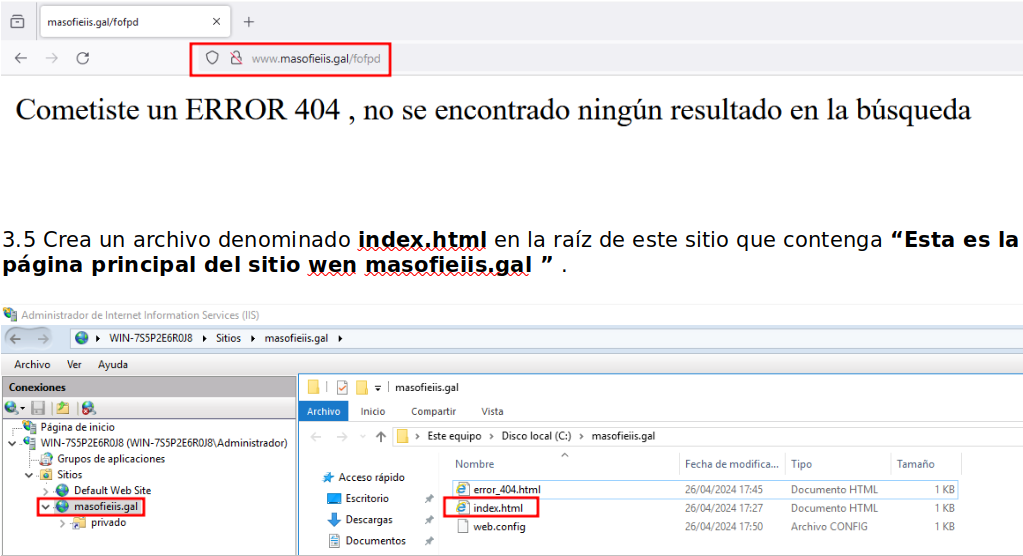 masofieiis.gal/fofpd
www.masofieiis.gal/fofpd
Cometiste un ERROR 404 , no se encontrado ningún resultado en la búsqueda
3.5 Crea un archivo denominado index.html en la raíz de este sitio que contenga “Esta es la
página principal del sitio wen masofieiis.gal ” .
Administrador de Internet Information Services (IIS)
WIN-7S5P2E6R0J8 Sitios masofieiis.gal
Archivo Ver Ayuda
Conexiones
Página de inicio
WIN-7S5P2E6R0J8 (WIN-7S5P2E6R0J8\Administrador)
Grupos de aplicaciones
Sitios
Default Web Site
masofieiis.gal
privado
masofieiis.gal
Archivo Inicio Compartir Vista
Este equipo Disco local (C:) masofieiis.gal
Acceso rápido
Escritorio
Descargas
Documentos
Nombre Fecha de modifica... Tipo Tamaño
error_404.html 26/04/2024 17:45 Documento HTML 1 KB
index.html 26/04/2024 17:27 Documento HTML 1 KB
web.config 26/04/2024 17:50 Archivo CONFIG 1 KB